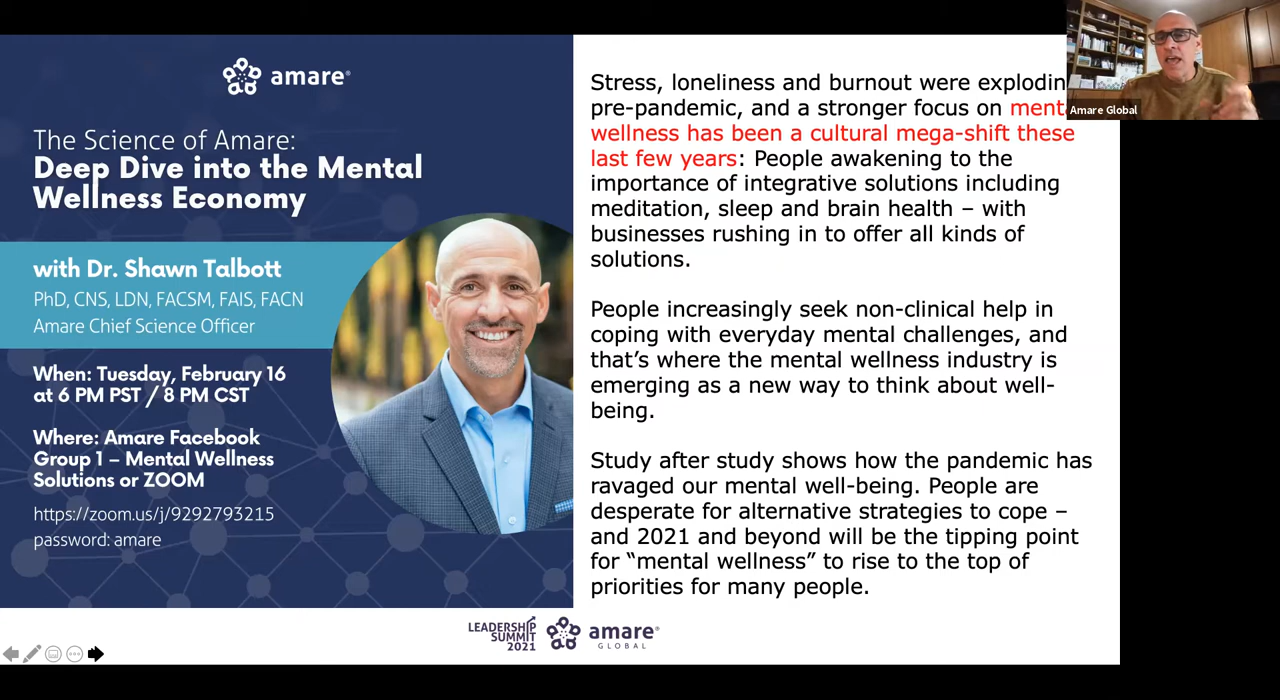 amare®
The Science of Amare:
Deep Dive into the Mental
Wellness Economy
with Dr. Shawn Talbott
PhD, CNS, LDN, FACSM, FAIS, FACN
Amare Chief Science Officer
When: Tuesday, February 16
at 6 PM PST / 8 PM CST
Where: Amare Facebook
Group 1 – Mental Wellness
Solutions or ZOOM
https://zoom.us/j/9292793215
password: amare
Stress, loneliness and burnout were
pre-pandemic, and a stronger focus on
wellness has been a cultural mega-shift these
last few years: People awakening to the
importance of integrative solutions including
meditation, sleep and brain health – with
businesses rushing in to offer all kinds of
solutions.
People increasingly seek non-clinical help in
coping with everyday mental challenges, and
that’s where the mental wellness industry is
emerging as a new way to think about well-
being.
Study after study shows how the pandemic has
ravaged our mental well-being. People are
desperate for alternative strategies to cope –
and 2021 and beyond will be the tipping point
for “mental wellness” to rise to the top of
priorities for many people.
Amare Global
LEADERSHIP
SUMMIT
2021
amare®
GLOBAL